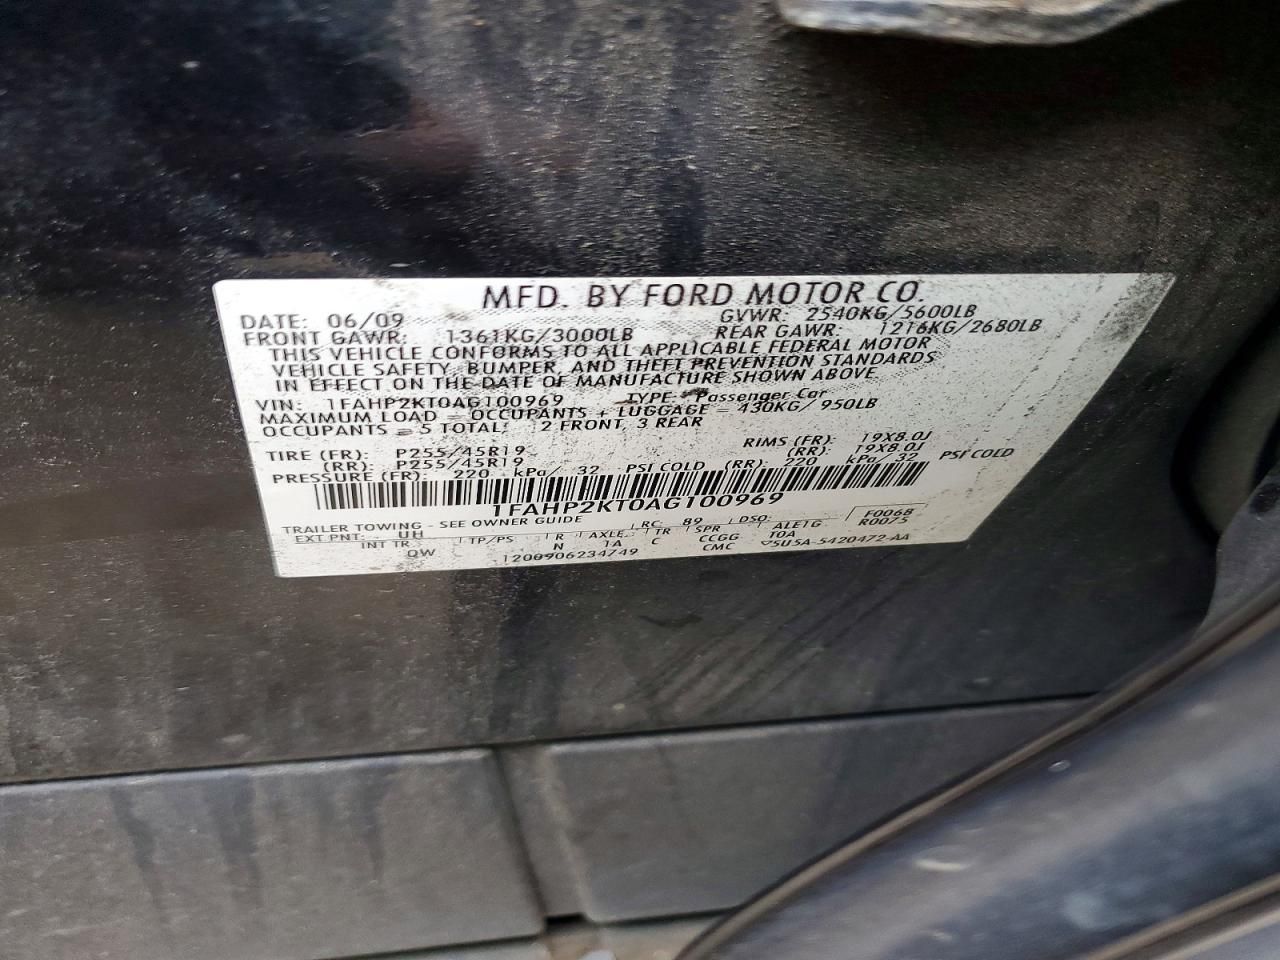 MFD. BY FORD MOTOR CO.
DATE: 06/09 GVWR: 2540KG/5600LB
FRONT GAWR: 1361KG/3000LB REAR GAWR: 1216KG/2680LB
THIS VEHICLE CONFORMS TO ALL APPLICABLE FEDERAL MOTOR
VEHICLE SAFETY, BUMPER, AND THEFT PREVENTION STANDARDS
IN EFFECT ON THE DATE OF MANUFACTURE SHOWN ABOVE
VIN: 1FAHP2KT0AG100969 TYPE: Passenger Car
MAXIMUM LOAD = OCCUPANTS + LUGGAGE = 430KG/ 950LB
OCCUPANTS = 5 TOTAL: 2 FRONT, 3 REAR
TIRE (FR): P255/45R19 RIMS (FR): 19X8.0J
(RR): P255/45R19 (RR): 19X8.0J
PRESSURE (FR): 220 kPa/ 32 PSI COLD (RR): 220 kPa/ 32 PSI COLD
1FAHP2KT0AG100969
TRAILER TOWING - SEE OWNER GUIDE
EXT PNT: UH RC: 89 DSO: F0068
INT TR TP/PS R AXLE TR SPR ALE1G R0075
QW N 1A C CCGG T0A
1200906234749 CMC 5U5A-5420472-AA